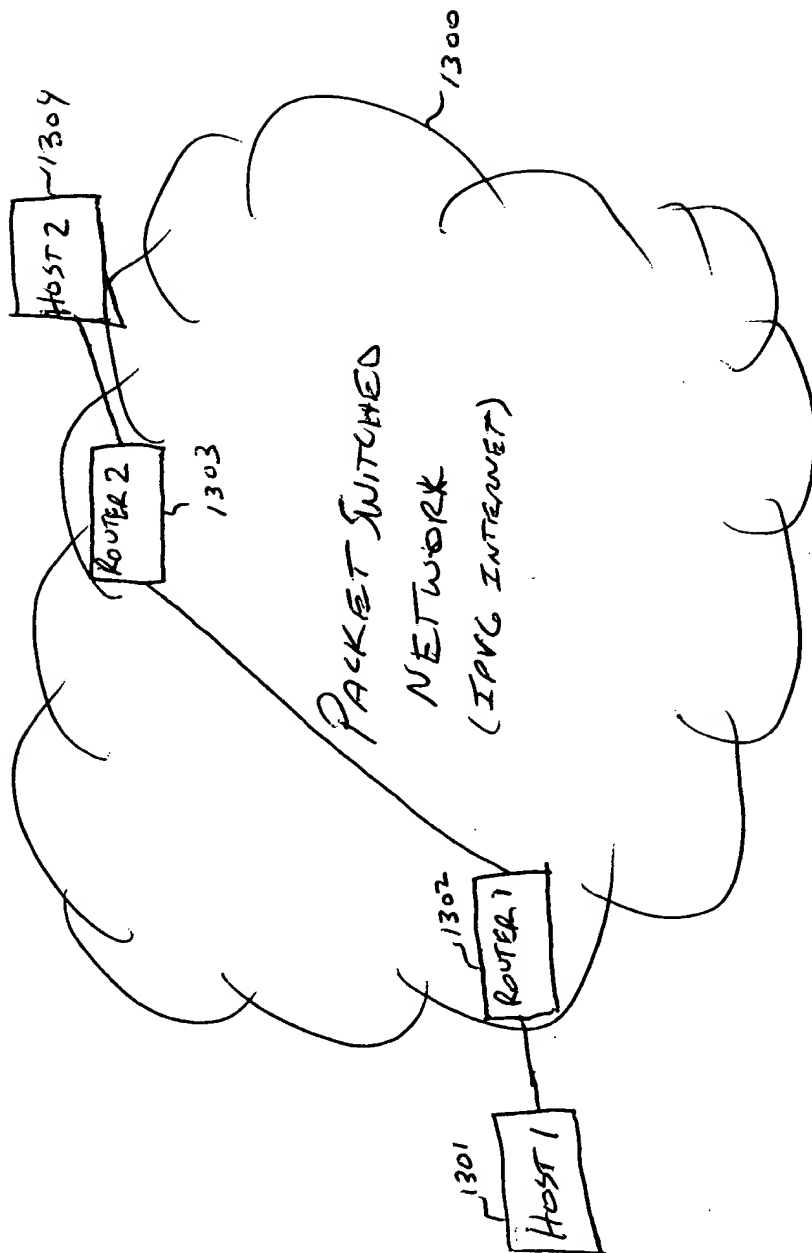 1304
HOST 2
1300
ROUTER 2
1303
PACKET SWITCHED
NETWORK
(IPV6 INTERNET)
1302
ROUTER 1
1301
HOST 1